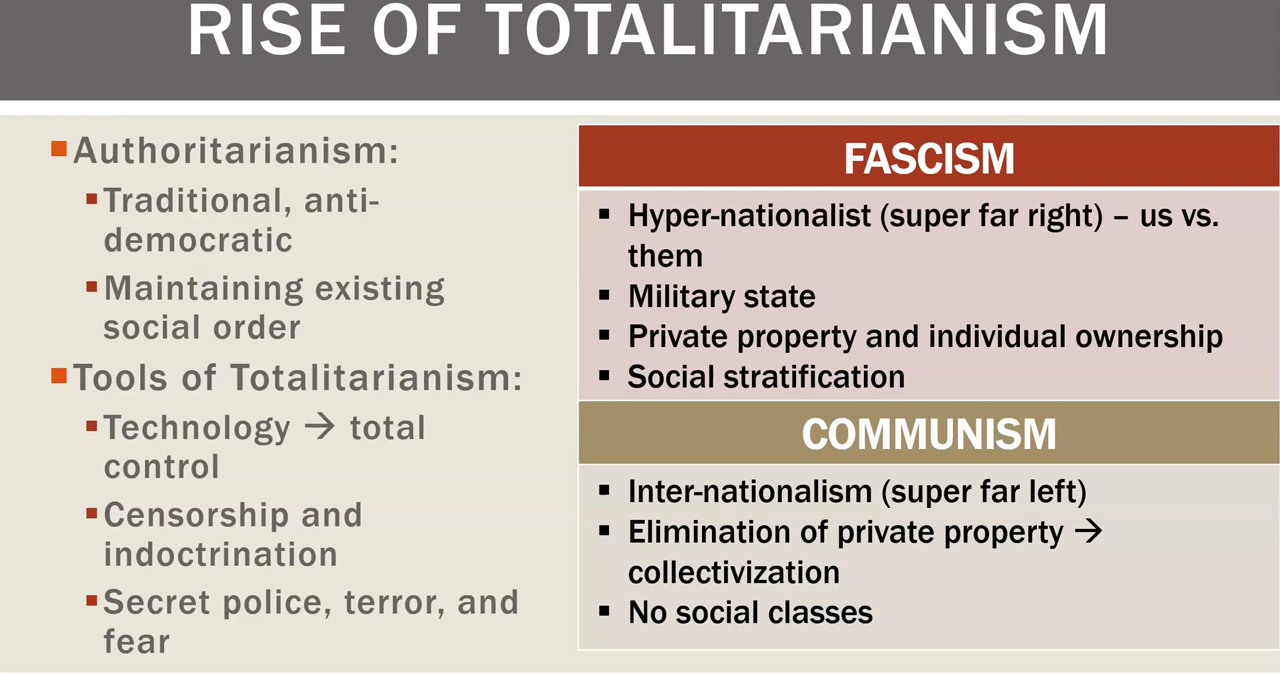 RISE OF TOTALITARIANISM
■Authoritarianism:
▪Traditional, anti-
democratic
▪Maintaining existing
social order
■Tools of Totalitarianism:
▪Technology → total
control
▪Censorship and
indoctrination
▪Secret police, terror, and
fear
FASCISM
▪ Hyper-nationalist (super far right) – us vs.
them
▪ Military state
▪ Private property and individual ownership
▪ Social stratification
COMMUNISM
▪ Inter-nationalism (super far left)
▪ Elimination of private property →
collectivization
▪ No social classes